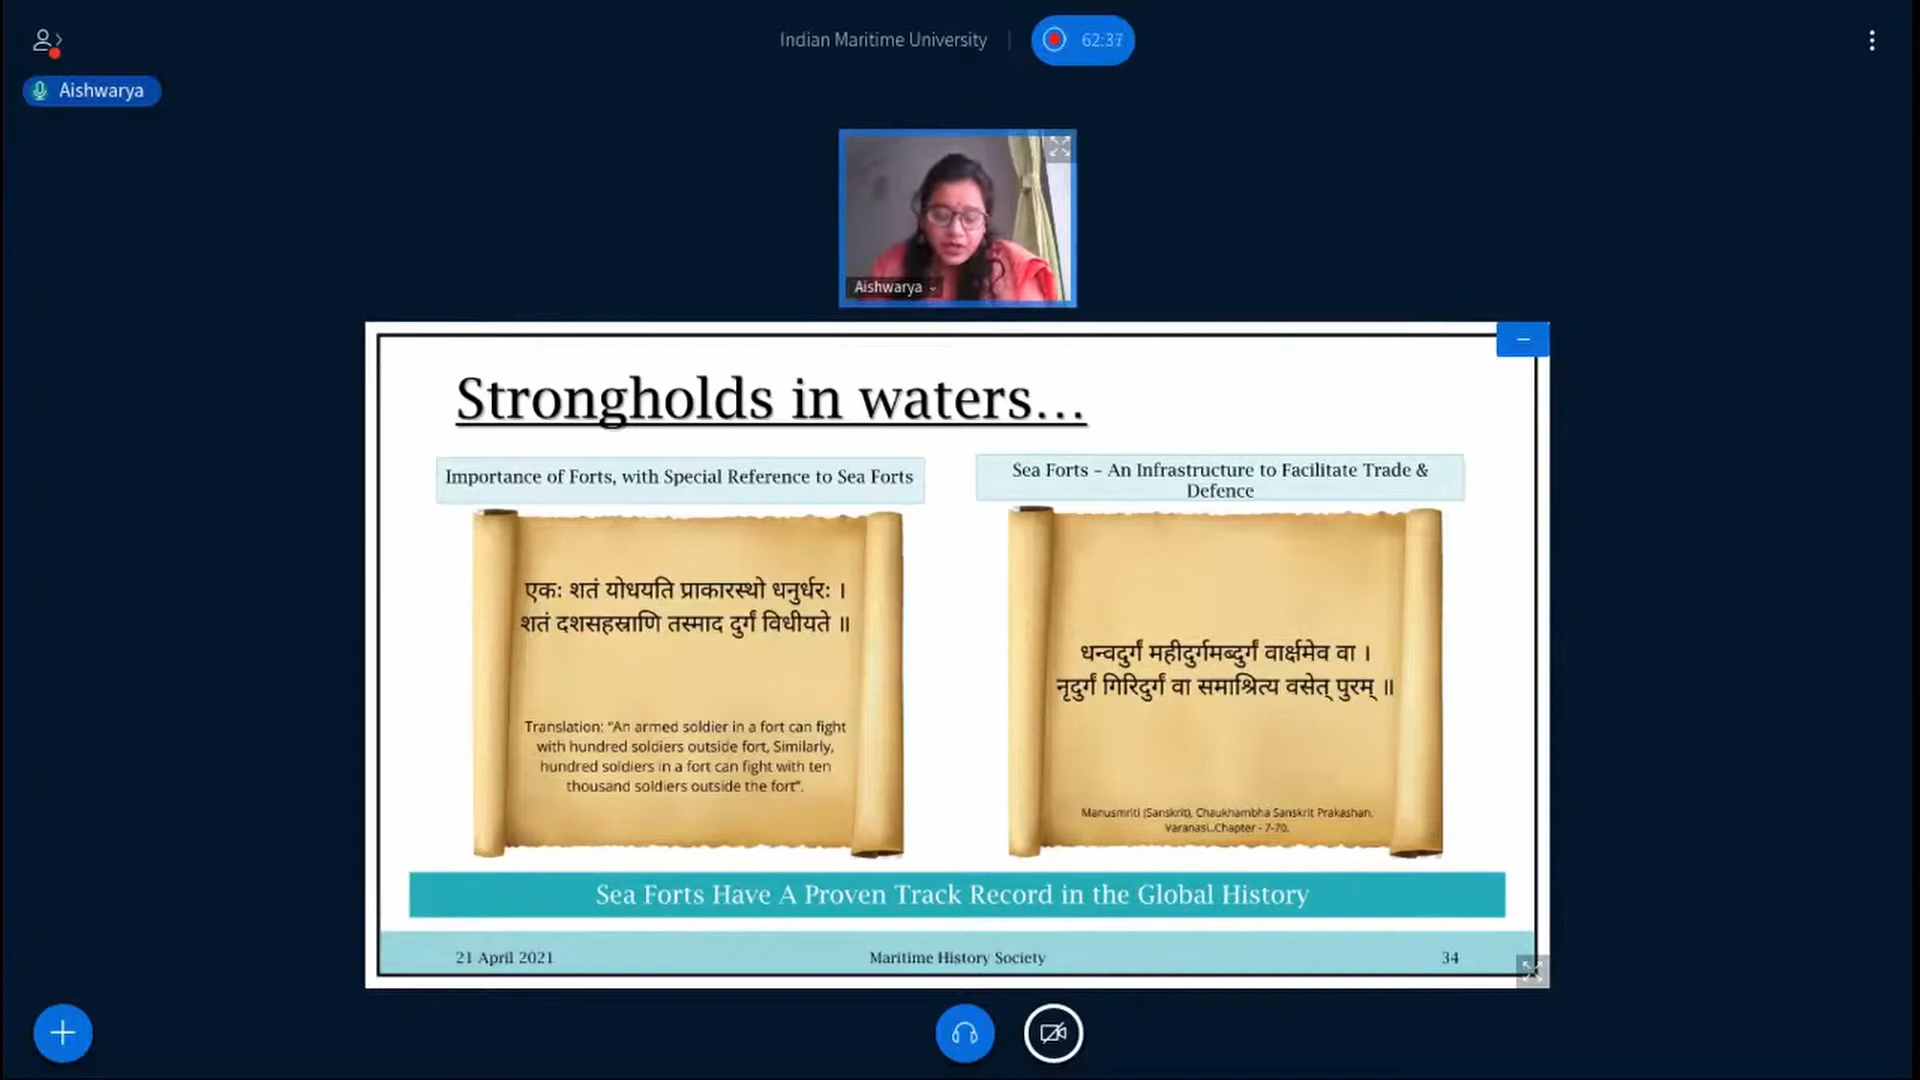 Indian Maritime University
62:37
Aishwarya
Aishwarya
Strongholds in waters...
Importance of Forts, with Special Reference to Sea Forts
एकः शतं योधयति प्राकारस्थो धनुर्धरः ।
शतं दशसहस्राणि तस्माद दुर्गं विधीयते ॥
Translation: "An armed soldier in a fort can fight
with hundred soldiers outside fort, Similarly,
hundred soldiers in a fort can fight with ten
thousand soldiers outside the fort".
Sea Forts – An Infrastructure to Facilitate Trade &
Defence
धन्वदुर्गं महीदुर्गमब्दुर्गं वार्क्षमेव वा ।
नृदुर्गं गिरिदुर्गं वा समाश्रित्य वसेत् पुरम् ॥
Manusmriti (Sanskrit), Chaukhambha Sanskrit Prakashan,
Varanasi..Chapter - 7-70.
Sea Forts Have A Proven Track Record in the Global History
21 April 2021
Maritime History Society
34